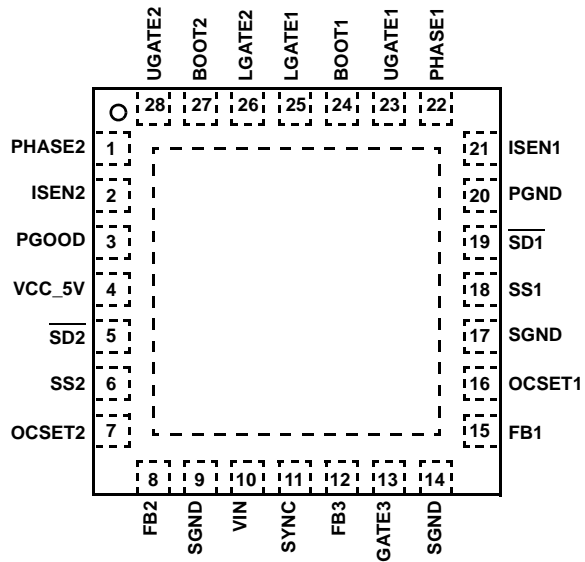 UGATE2
BOOT2
LGATE2
LGATE1
BOOT1
UGATE1
PHASE1
28
27
26
25
24
23
22
PHASE2
1
ISEN2
2
PGOOD
3
VCC_5V
4
SD2
5
SS2
6
OCSET2
7
21
ISEN1
20
PGND
19
SD1
18
SS1
17
SGND
16
OCSET1
15
FB1
8
9
10
11
12
13
14
FB2
SGND
VIN
SYNC
FB3
GATE3
SGND